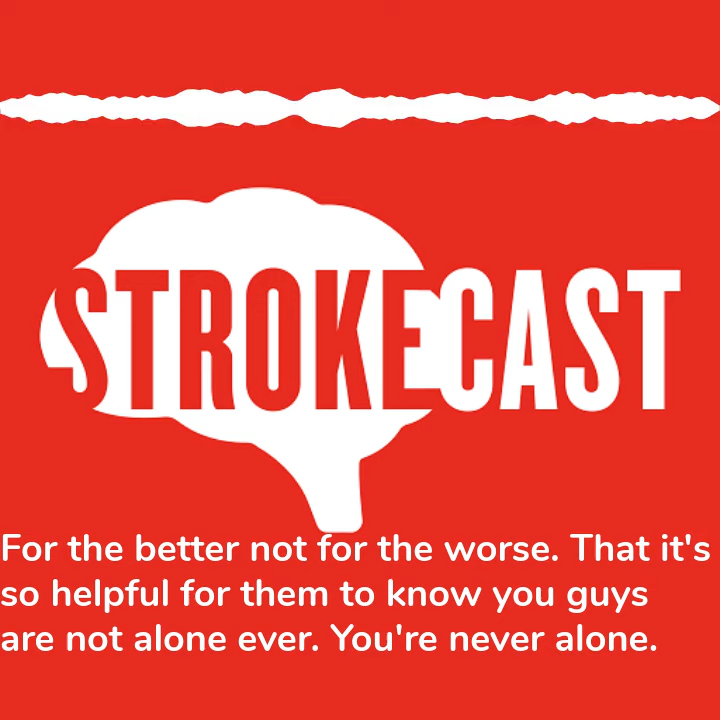 STROKECAST
For the better not for the worse. That it's
so helpful for them to know you guys
are not alone ever. You're never alone.